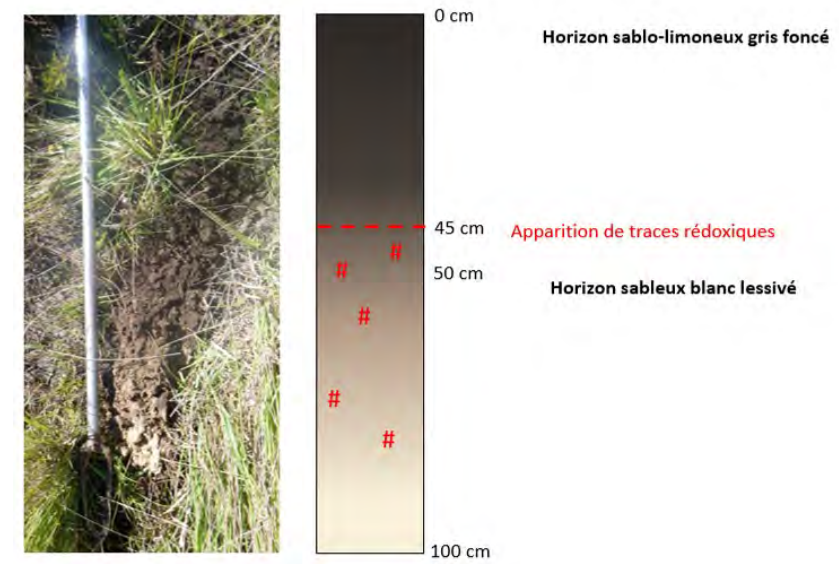 0 cm
Horizon sablo-limoneux gris foncé
45 cm
Apparition de traces rédoxiques
#
#
50 cm
Horizon sableux blanc lessivé
#
#
#
100 cm